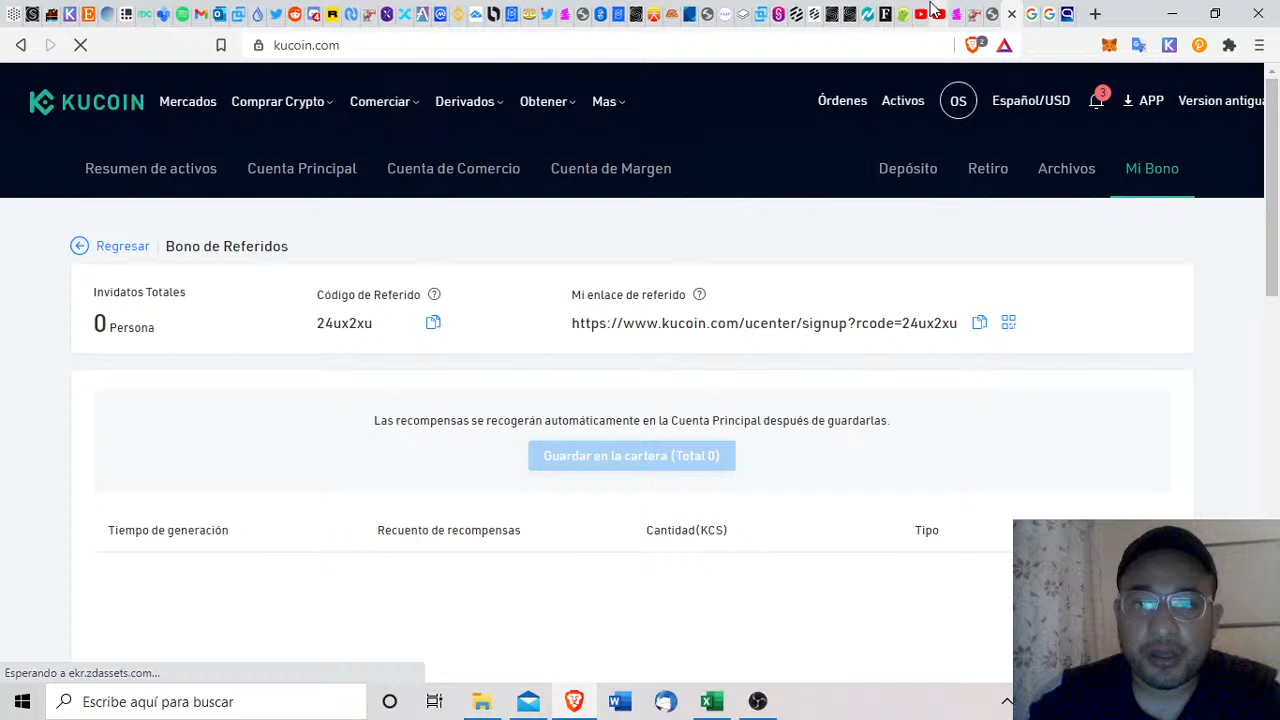 kucoin.com
KUCOIN Mercados Comprar Crypto Comerciar Derivados Obtener Mas Órdenes Activos OS Español/USD 3 APP Version antigua
Resumen de activos Cuenta Principal Cuenta de Comercio Cuenta de Margen Depósito Retiro Archivos Mi Bono
Regresar Bono de Referidos
Invidatos Totales Código de Referido Mi enlace de referido
0 Persona 24ux2xu https://www.kucoin.com/ucenter/signup?rcode=24ux2xu
Las recompensas se recogerán automáticamente en la Cuenta Principal después de guardarlas.
Guardar en la cartera (Total 0)
Tiempo de generación Recuento de recompensas Cantidad(KCS) Tipo
Esperando a ekr.zdassets.com...
Escribe aquí para buscar